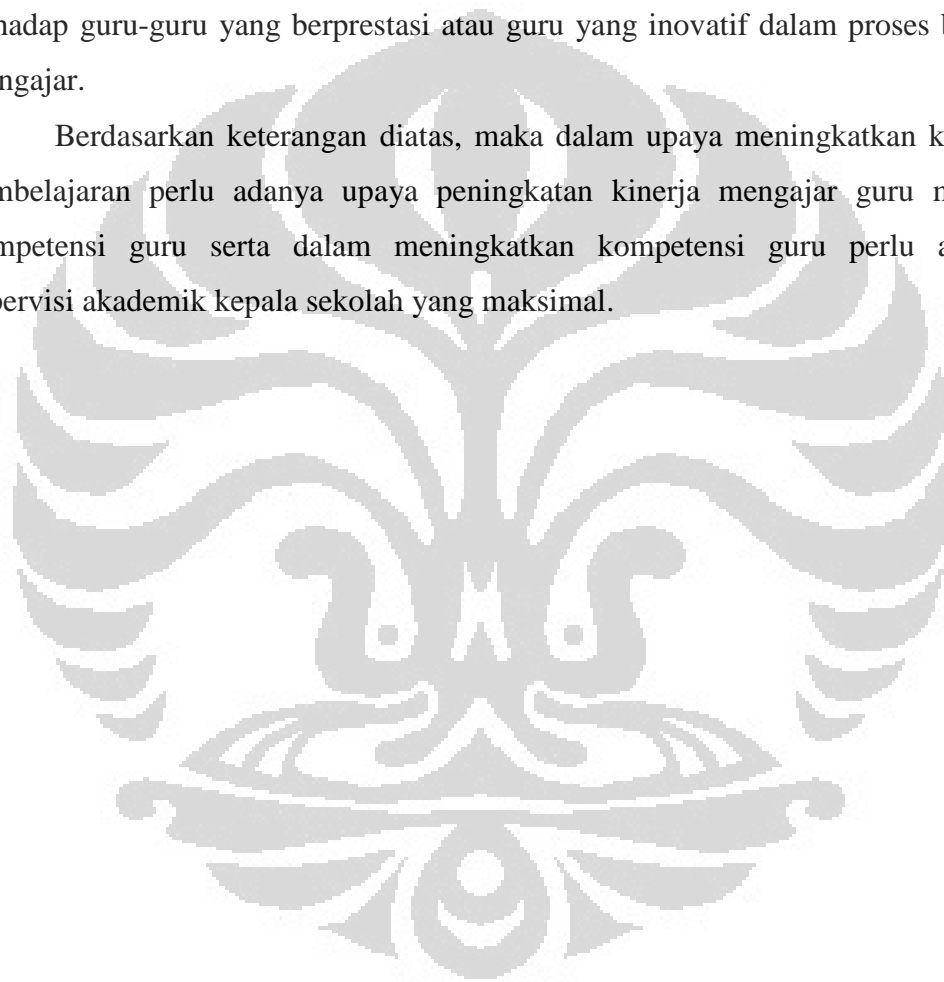 hadap guru-guru yang berprestasi atau guru yang inovatif dalam proses b
ngajar.
Berdasarkan keterangan diatas, maka dalam upaya meningkatkan k
mbelajaran perlu adanya upaya peningkatan kinerja mengajar guru m
mpetensi guru serta dalam meningkatkan kompetensi guru perlu a
pervisi akademik kepala sekolah yang maksimal.